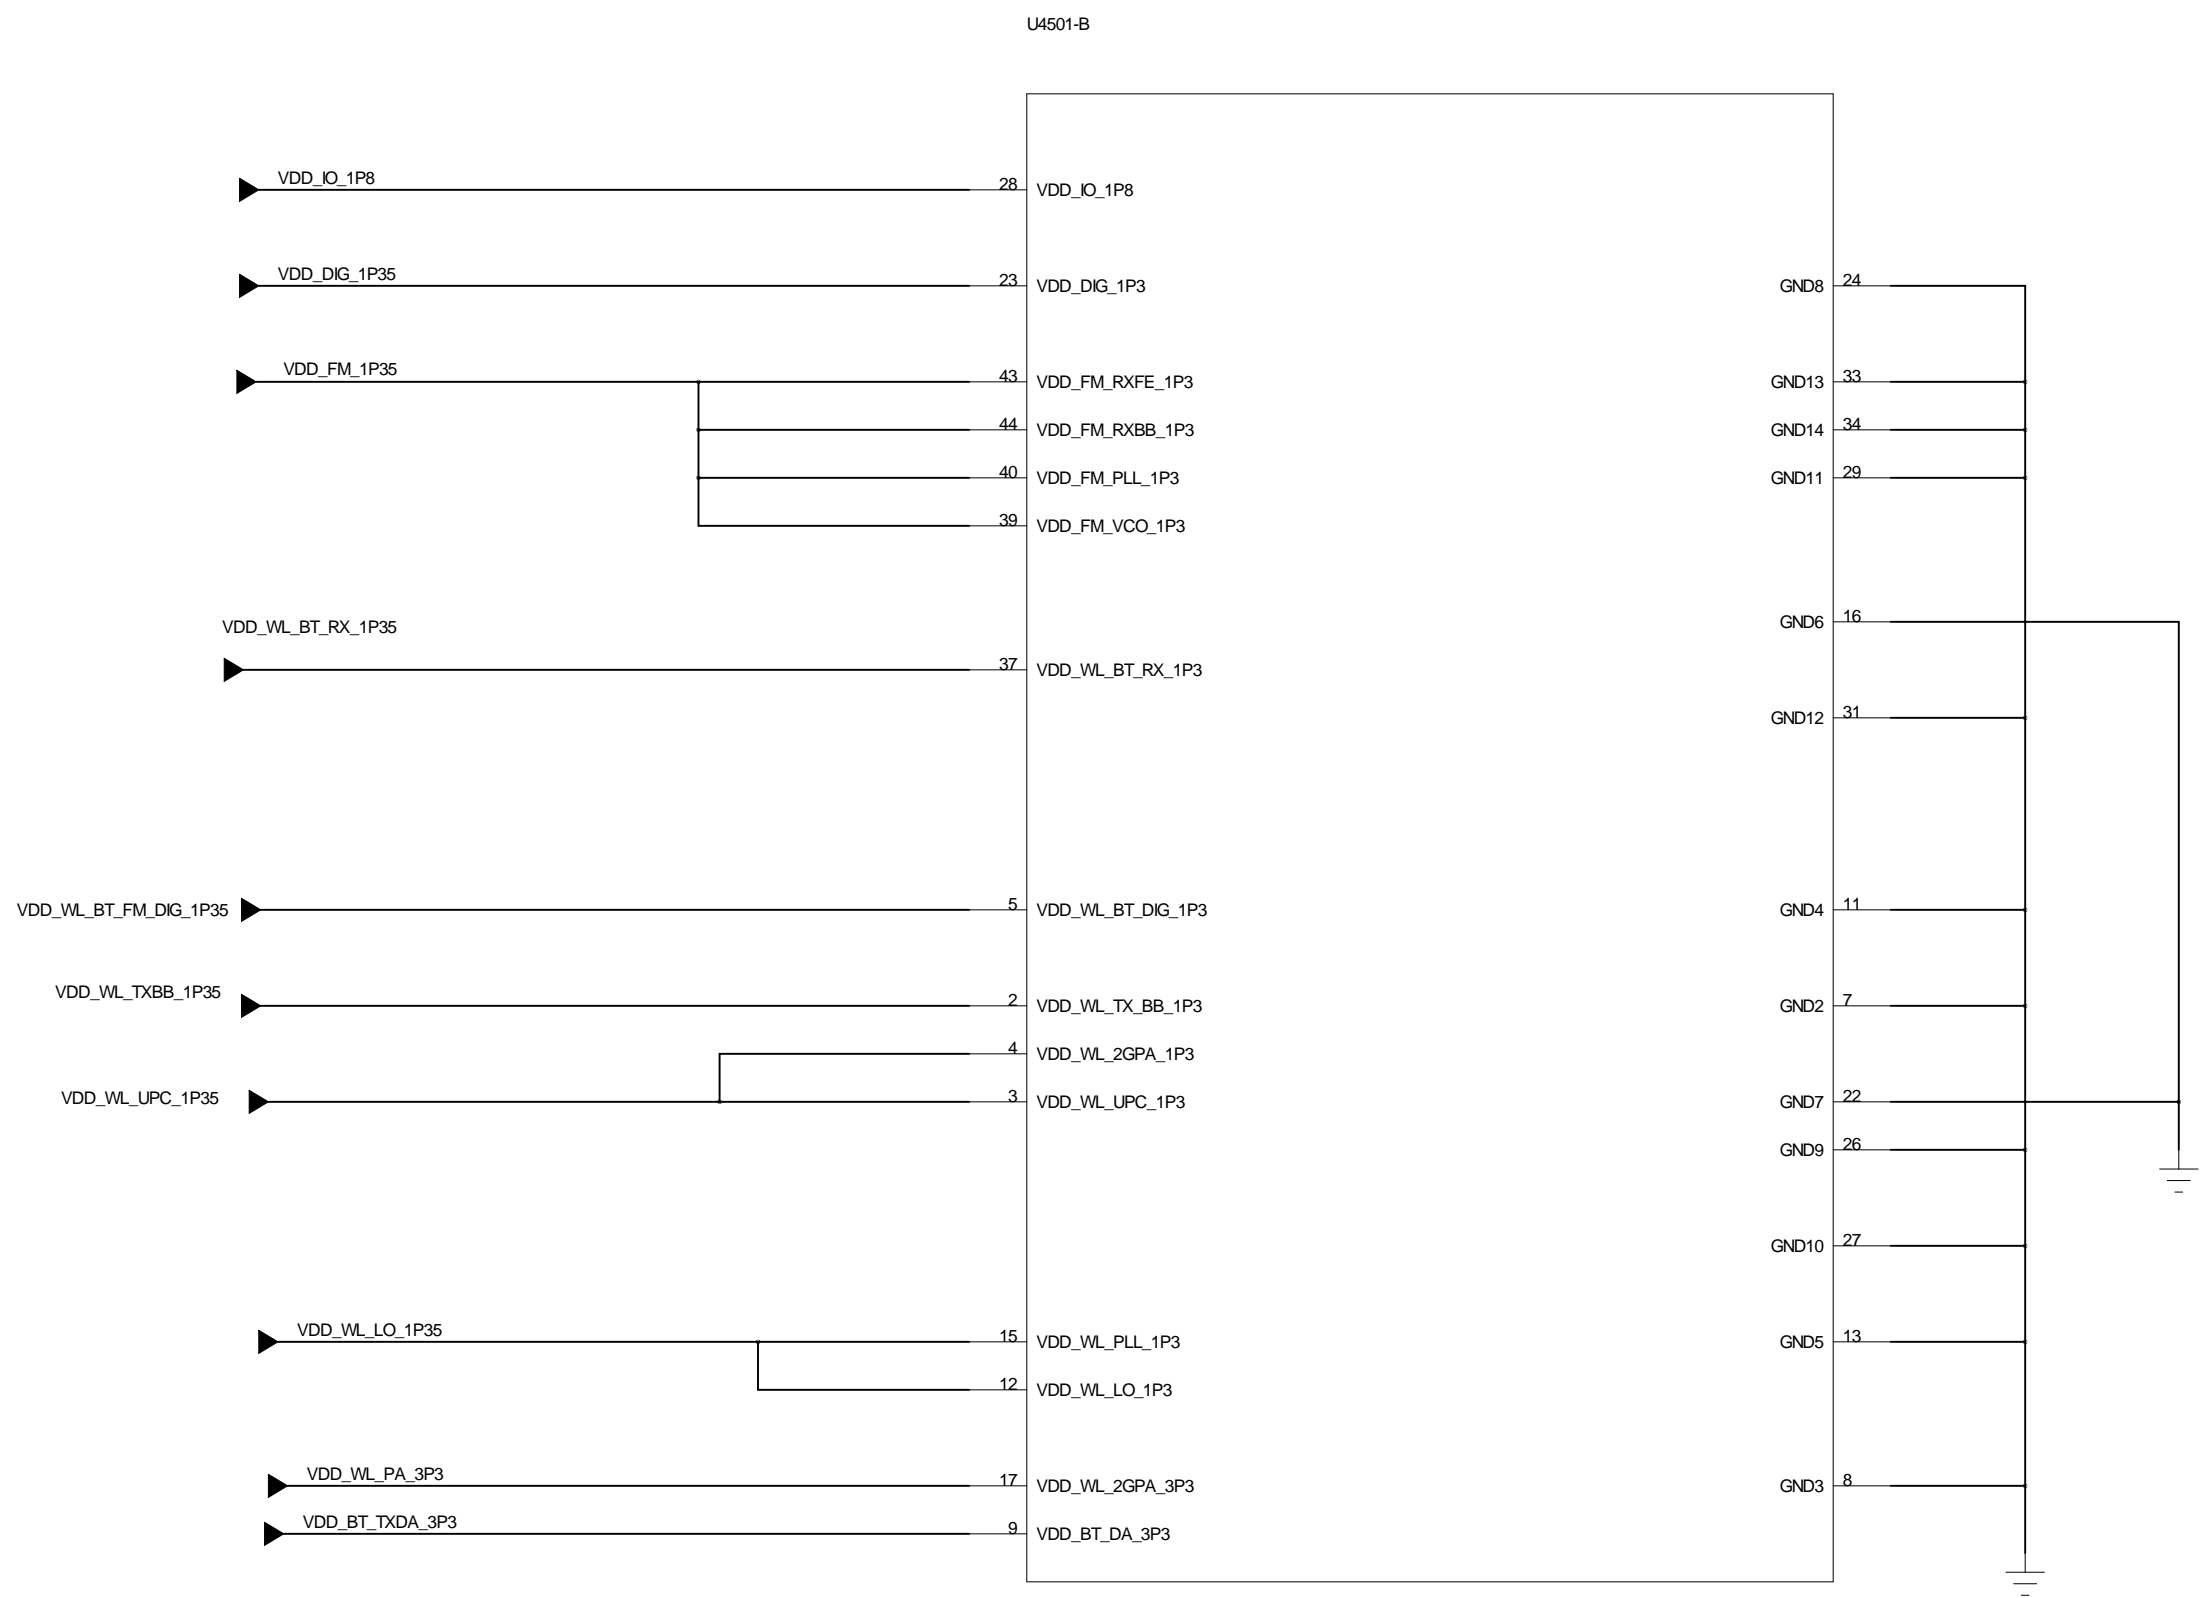 U4501-B
VDD_IO_1P8 28 VDD_IO_1P8
VDD_DIG_1P35 23 VDD_DIG_1P3 GND8 24
VDD_FM_1P35 43 VDD_FM_RXFE_1P3 GND13 33
44 VDD_FM_RXBB_1P3 GND14 34
40 VDD_FM_PLL_1P3 GND11 29
39 VDD_FM_VCO_1P3
GND6 16
VDD_WL_BT_RX_1P35
37 VDD_WL_BT_RX_1P3
GND12 31
VDD_WL_BT_FM_DIG_1P35 5 VDD_WL_BT_DIG_1P3 GND4 11
VDD_WL_TXBB_1P35 2 VDD_WL_TX_BB_1P3 GND2 7
4 VDD_WL_2GPA_1P3
VDD_WL_UPC_1P35 3 VDD_WL_UPC_1P3 GND7 22
GND9 26
GND10 27
VDD_WL_LO_1P35 15 VDD_WL_PLL_1P3 GND5 13
12 VDD_WL_LO_1P3
VDD_WL_PA_3P3 17 VDD_WL_2GPA_3P3 GND3 8
VDD_BT_TXDA_3P3 9 VDD_BT_DA_3P3